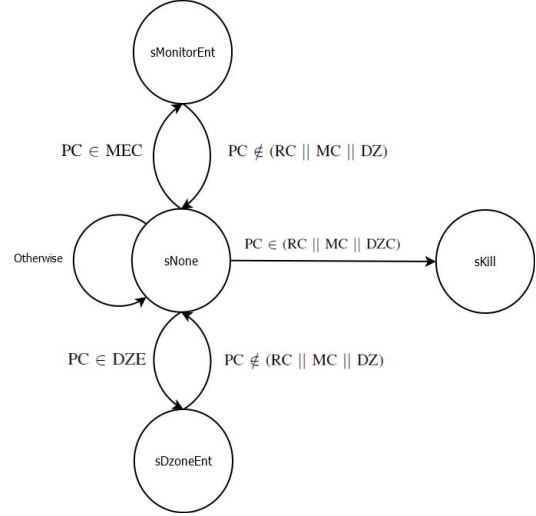 sMonitorEnt
PC ∈ MEC
PC ∉ (RC || MC || DZ)
PC ∈ (RC || MC || DZC)
Otherwise
sNone
sKill
PC ∈ DZE
PC ∉ (RC || MC || DZ)
sDzoneEnt